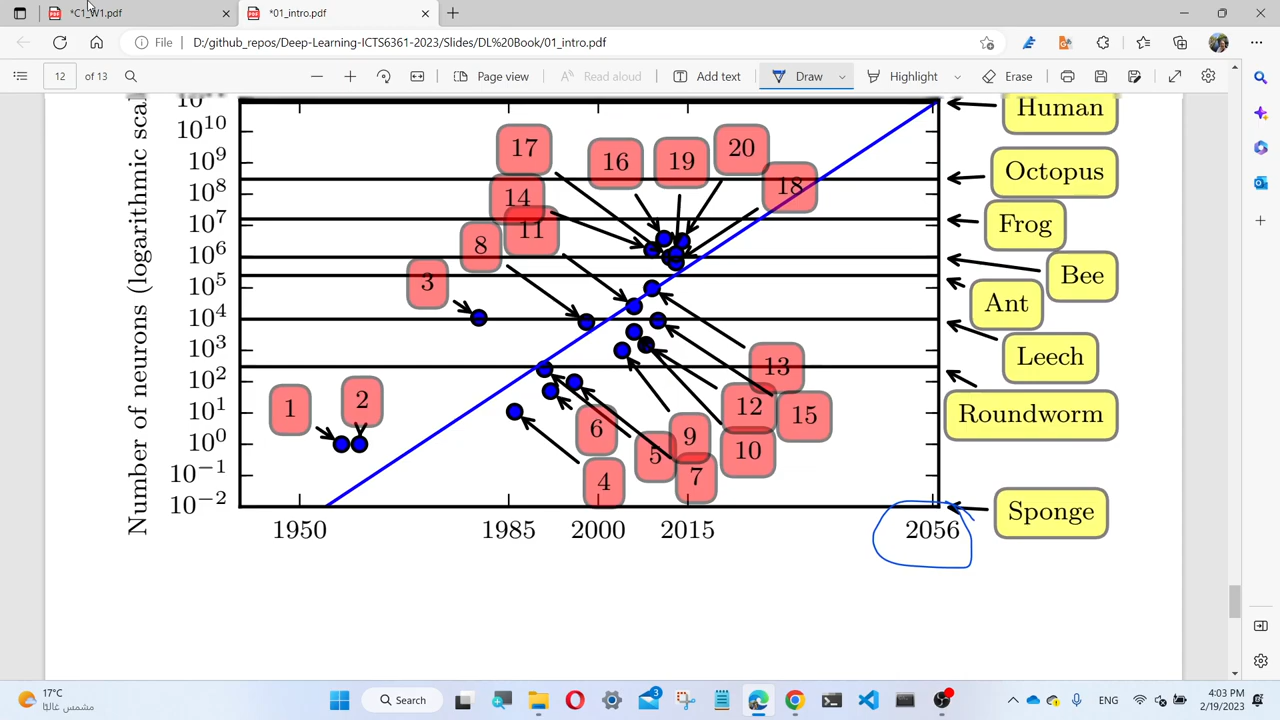 *C1_W1.pdf
*01_intro.pdf
File D:/github_repos/Deep-Learning-ICTS6361-2023/Slides/DL%20Book/01_intro.pdf
12 of 13
Page view
Read aloud
Add text
Draw
Highlight
Erase
Number of neurons (logarithmic scal
10^10
10^9
10^8
10^7
10^6
10^5
10^4
10^3
10^2
10^1
10^0
10^−1
10^−2
1950
1985
2000
2015
2056
17
16
19
20
18
14
11
8
3
1
2
13
12
15
6
9
10
5
7
4
Human
Octopus
Frog
Bee
Ant
Leech
Roundworm
Sponge
17°C
مشمس غالبًا
Search
3
ENG
4:03 PM
2/19/2023